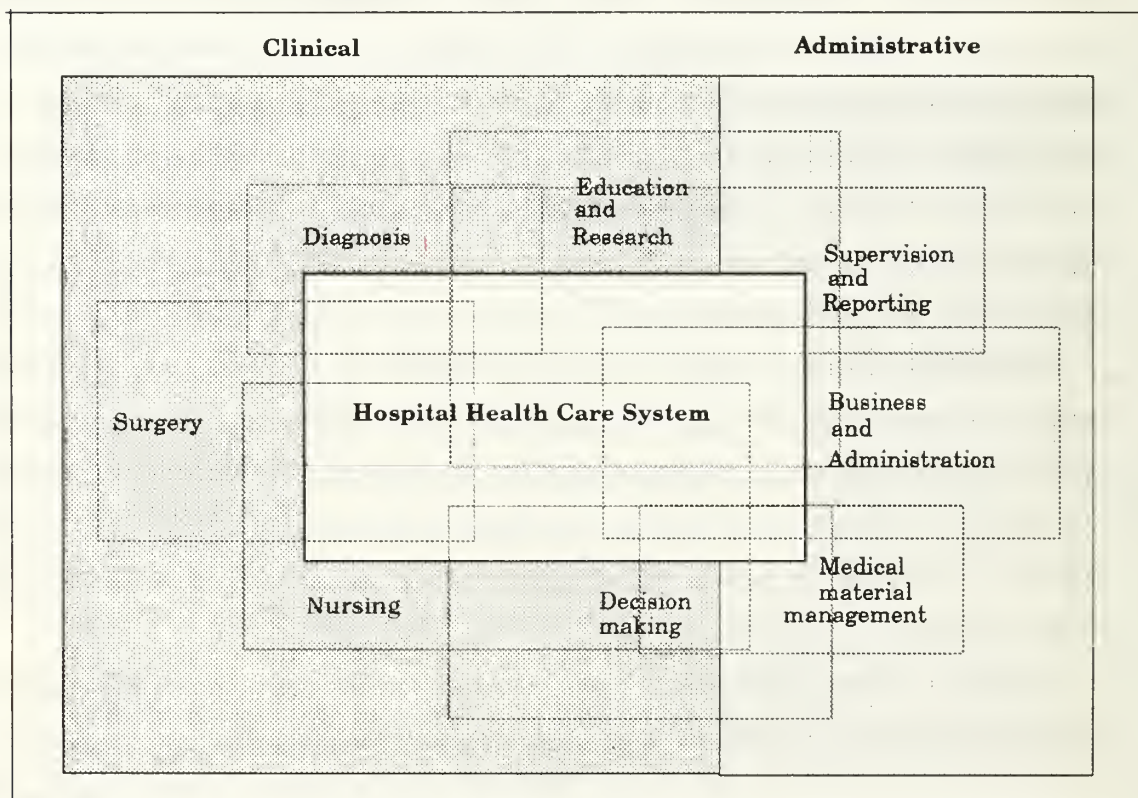 Clinical
Administrative
Education
and
Research
Diagnosis
Supervision
and
Reporting
Surgery
Hospital Health Care System
Business
and
Administration
Nursing
Decision
making
Medical
material
management